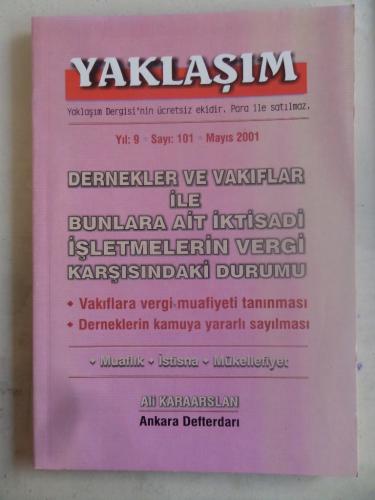 YAKLAŞIM
Yaklaşım Dergisi'nin ücretsiz ekidir. Para ile satılmaz.
Yıl: 9 • Sayı: 101 • Mayıs 2001
DERNEKLER VE VAKIFLAR
İLE
BUNLARA AİT İKTİSADİ
İŞLETMELERİN VERGİ
KARŞISINDAKİ DURUMU
• Vakıflara vergi muafiyeti tanınması
• Derneklerin kamuya yararlı sayılması
• Muaflık • İstisna • Mükellefiyet
Ali KARAARSLAN
Ankara Defterdarı